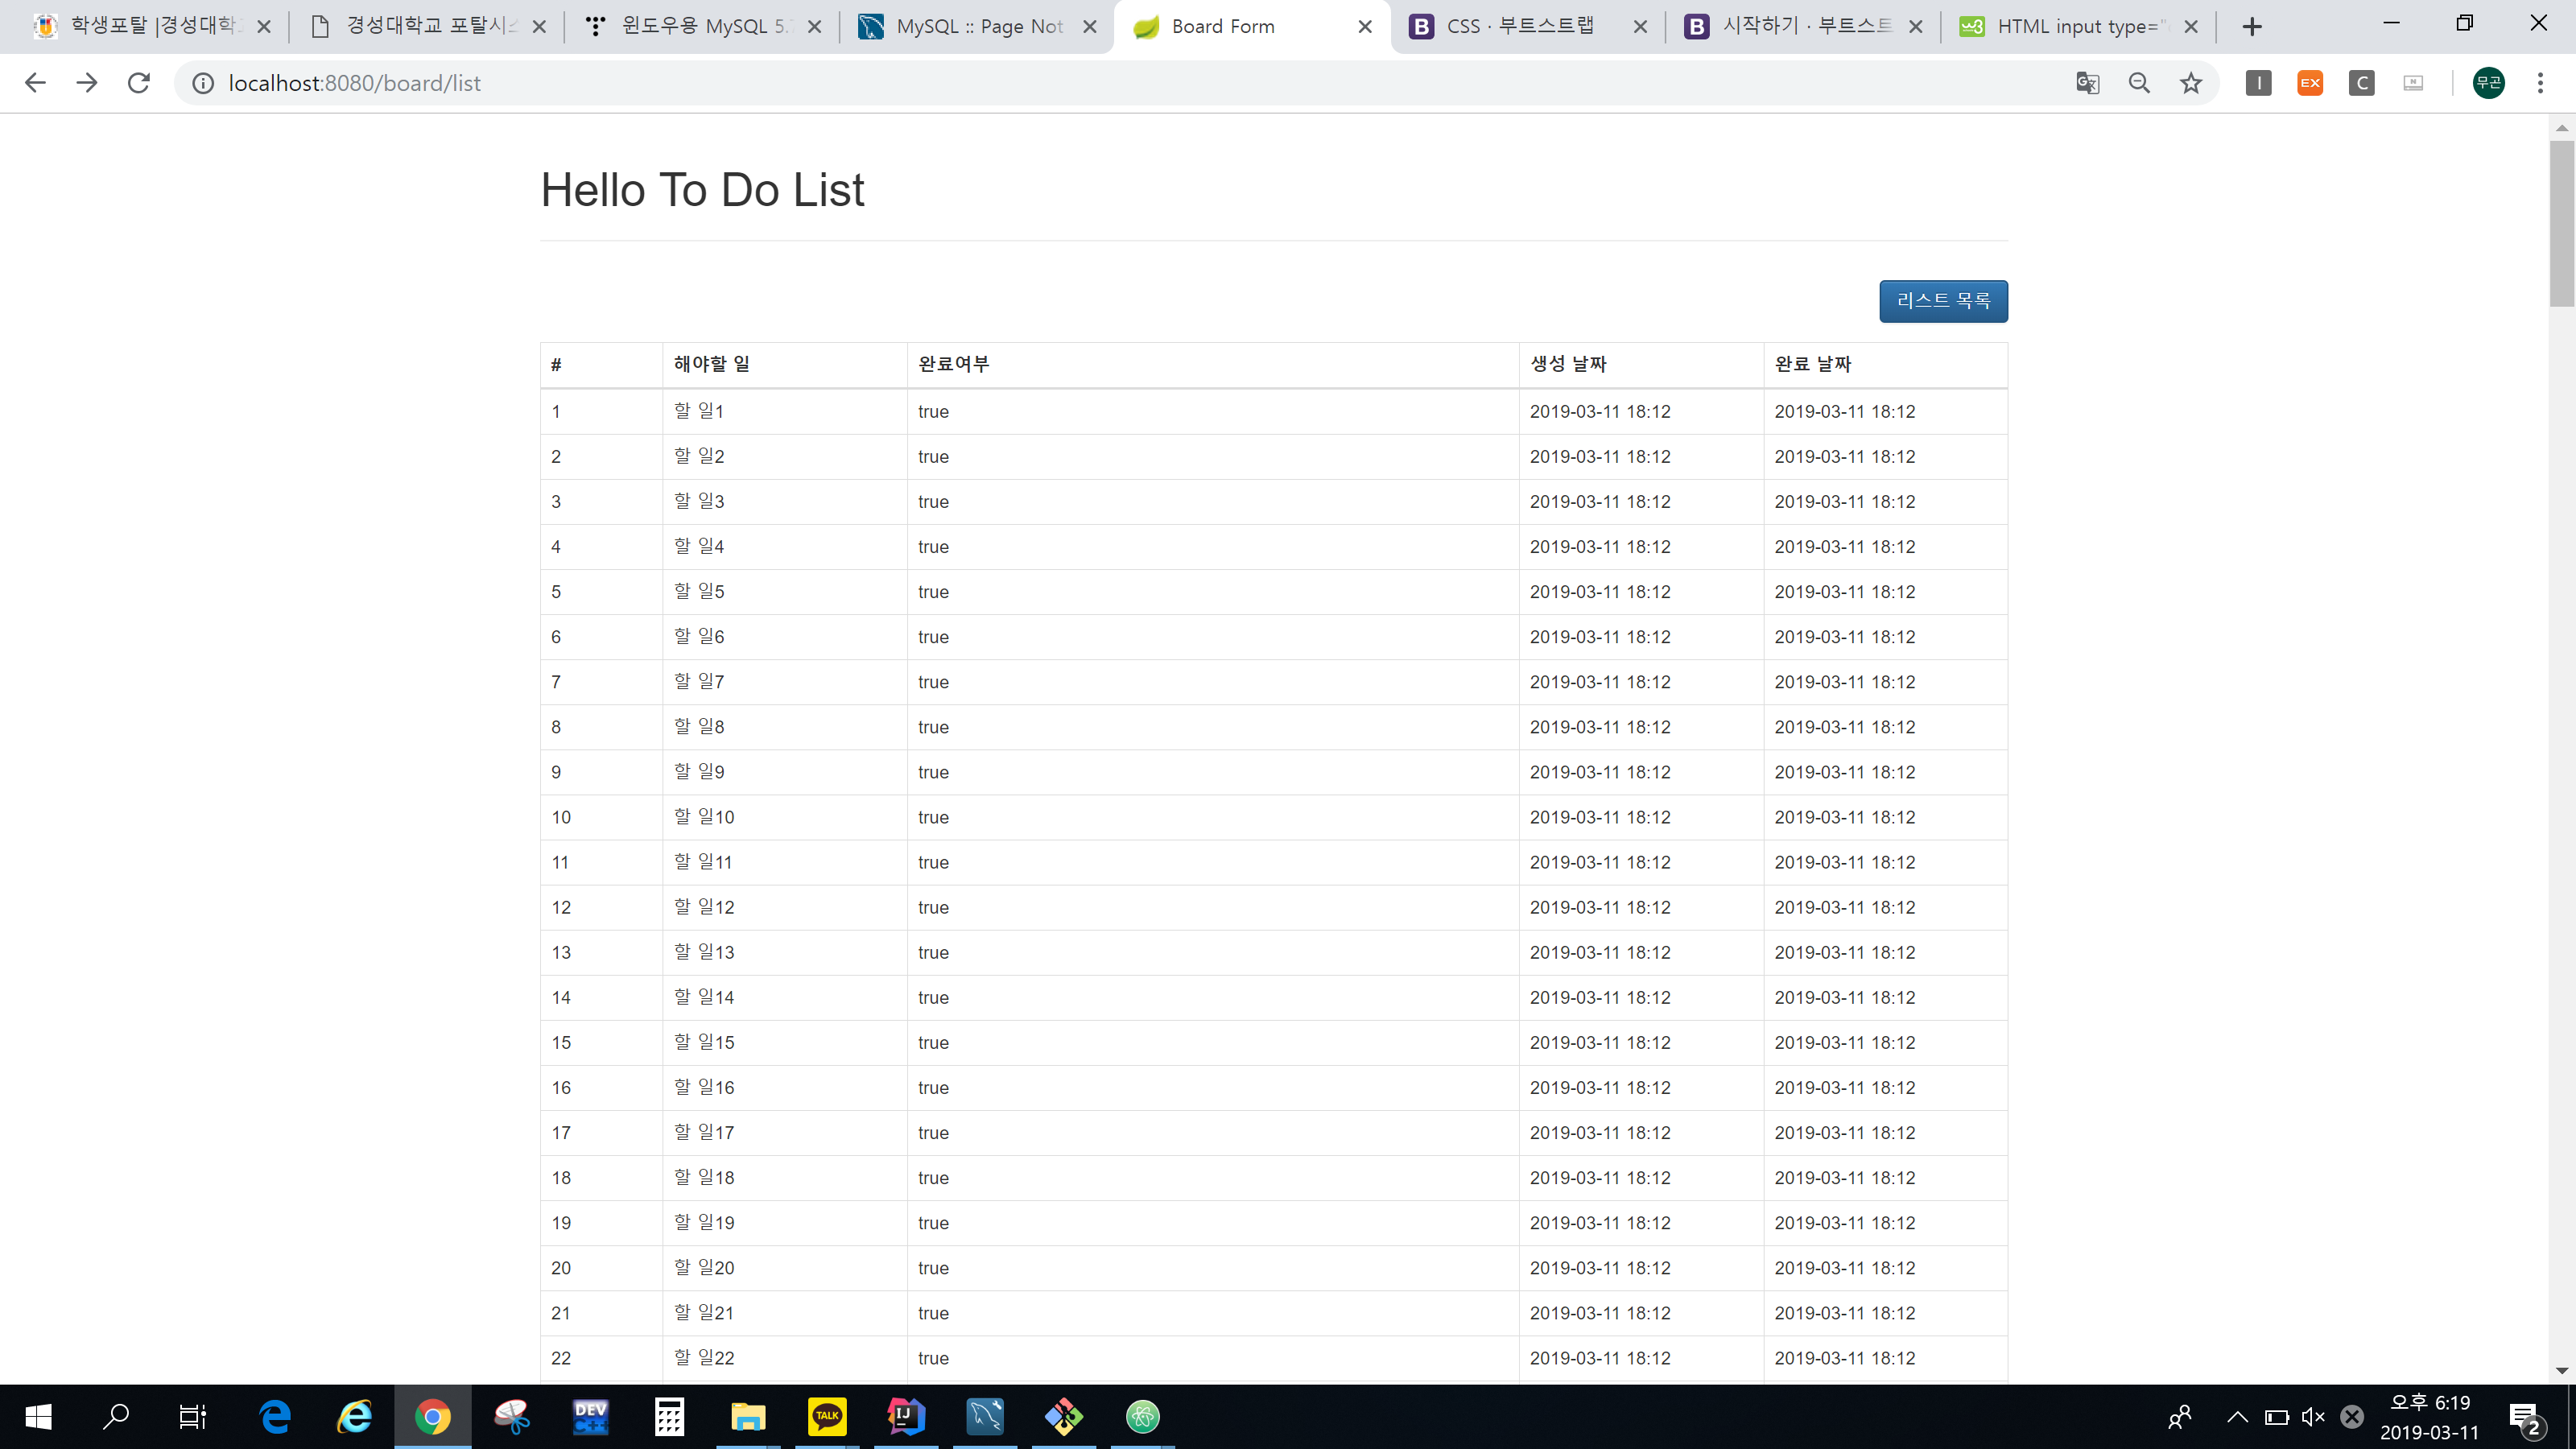 학생포탈 |경성대학교
경성대학교 포탈시스
윈도우용 MySQL 5.
MySQL :: Page Not
Board Form
CSS · 부트스트랩
시작하기 · 부트스트
HTML input type="
localhost:8080/board/list
I
EX
C
무곤
Hello To Do List
리스트 목록
# 해야할 일 완료여부 생성 날짜 완료 날짜
1 할 일1 true 2019-03-11 18:12 2019-03-11 18:12
2 할 일2 true 2019-03-11 18:12 2019-03-11 18:12
3 할 일3 true 2019-03-11 18:12 2019-03-11 18:12
4 할 일4 true 2019-03-11 18:12 2019-03-11 18:12
5 할 일5 true 2019-03-11 18:12 2019-03-11 18:12
6 할 일6 true 2019-03-11 18:12 2019-03-11 18:12
7 할 일7 true 2019-03-11 18:12 2019-03-11 18:12
8 할 일8 true 2019-03-11 18:12 2019-03-11 18:12
9 할 일9 true 2019-03-11 18:12 2019-03-11 18:12
10 할 일10 true 2019-03-11 18:12 2019-03-11 18:12
11 할 일11 true 2019-03-11 18:12 2019-03-11 18:12
12 할 일12 true 2019-03-11 18:12 2019-03-11 18:12
13 할 일13 true 2019-03-11 18:12 2019-03-11 18:12
14 할 일14 true 2019-03-11 18:12 2019-03-11 18:12
15 할 일15 true 2019-03-11 18:12 2019-03-11 18:12
16 할 일16 true 2019-03-11 18:12 2019-03-11 18:12
17 할 일17 true 2019-03-11 18:12 2019-03-11 18:12
18 할 일18 true 2019-03-11 18:12 2019-03-11 18:12
19 할 일19 true 2019-03-11 18:12 2019-03-11 18:12
20 할 일20 true 2019-03-11 18:12 2019-03-11 18:12
21 할 일21 true 2019-03-11 18:12 2019-03-11 18:12
22 할 일22 true 2019-03-11 18:12 2019-03-11 18:12
DEV C++
TALK
IJ
오후 6:19
2019-03-11
2